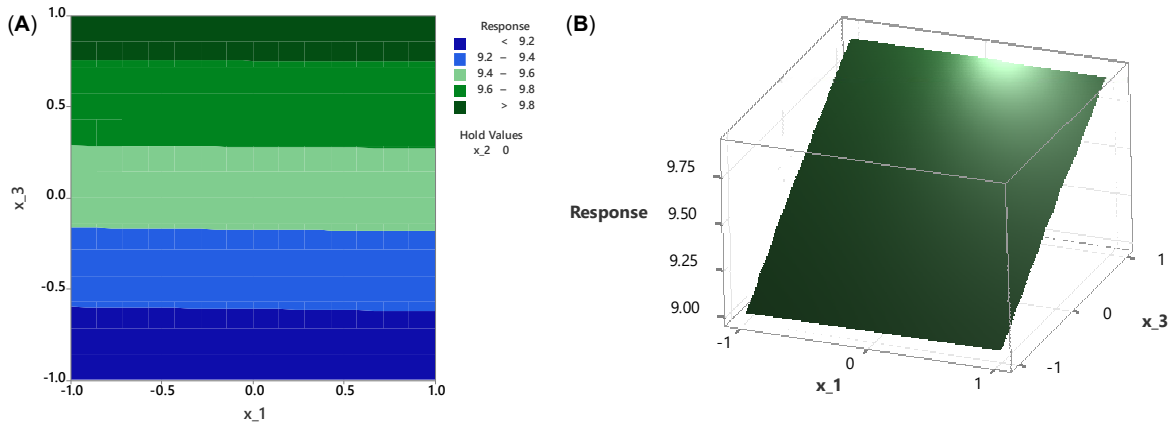 (A)
1.0
0.5
0.0
-0.5
-1.0
x_3
-1.0 -0.5 0.0 0.5 1.0
x_1
Response
< 9.2
9.2 – 9.4
9.4 – 9.6
9.6 – 9.8
> 9.8
Hold Values
x_2 0
(B)
Response
9.75
9.50
9.25
9.00
-1
0
1
x_1
-1
0
1
x_3